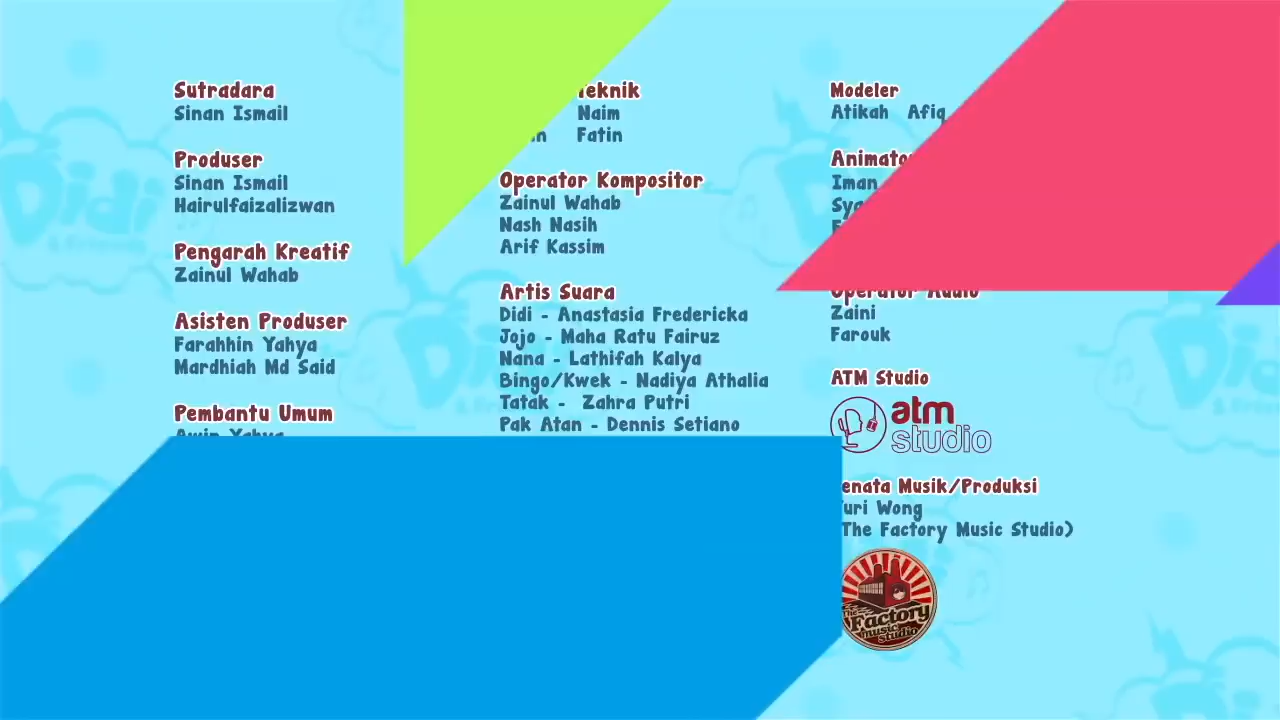 Sutradara
Sinan Ismail
Produser
Sinan Ismail
Hairulfaizalizwan
Pengarah Kreatif
Zainul Wahab
Asisten Produser
Farahhin Yahya
Mardhiah Md Said
Pembantu Umum
Teknik
Naim
Fatin
Operator Kompositor
Zainul Wahab
Nash Nasih
Arif Kassim
Artis Suara
Didi - Anastasia Fredericka
Jojo - Maha Ratu Fairuz
Nana - Lathifah Kalya
Bingo/Kwek - Nadiya Athalia
Tatak - Zahra Putri
Pak Atan - Dennis Setiano
Modeler
Atikah Afiq
Iman
Operator Audio
Zaini
Farouk
ATM Studio
atm
studio
Musik/Produksi
Wong
The Factory Music Studio)
The
Factory
music
studio
Didi